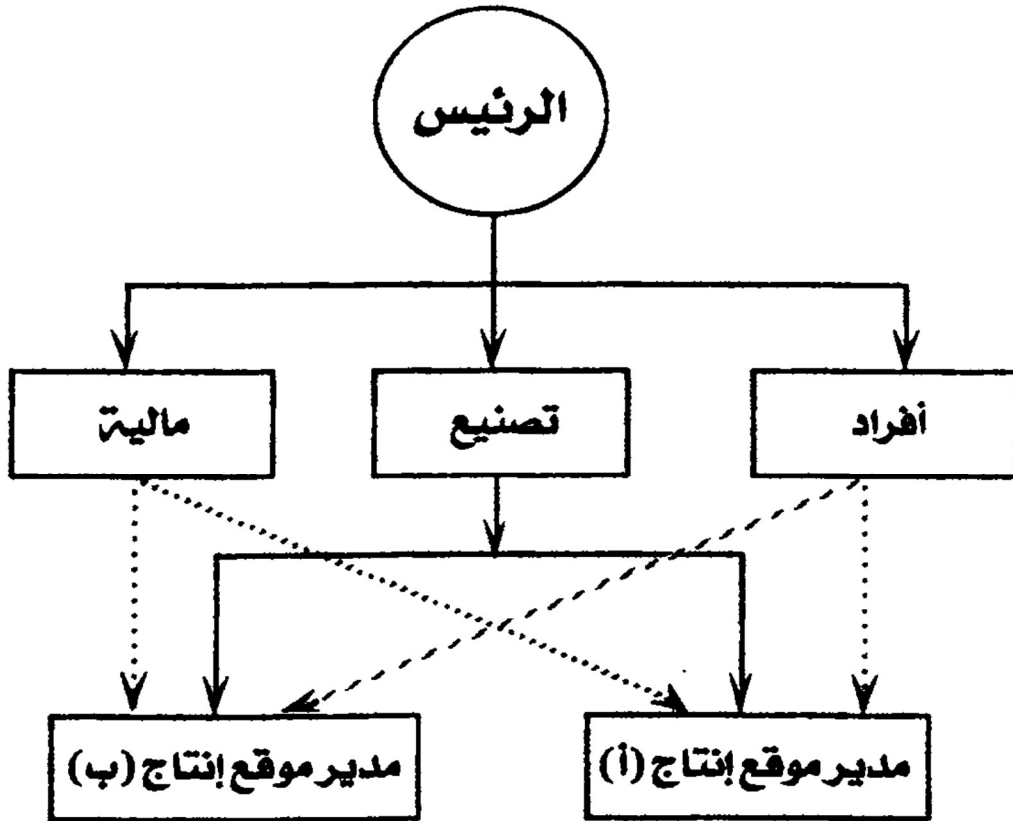 الرئيس
أفراد
تصنيع
مالية
مدير موقع إنتاج (أ)
مدير موقع إنتاج (ب)